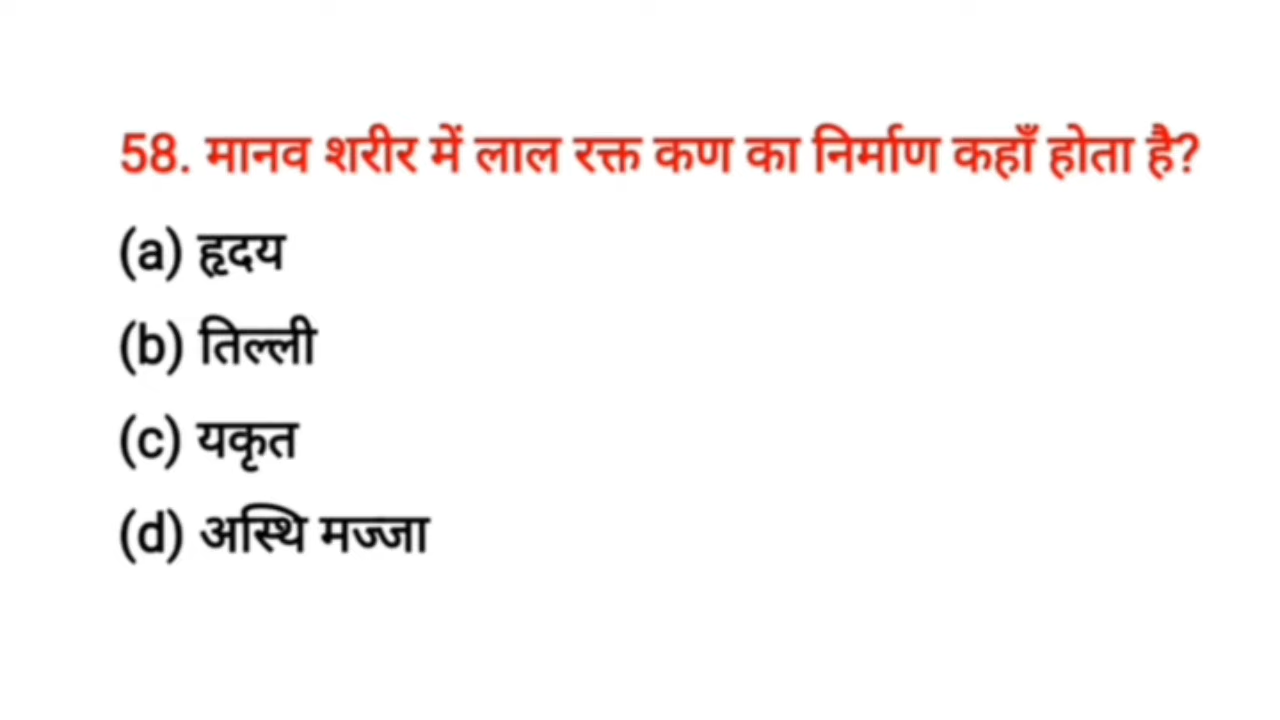 58. मानव शरीर में लाल रक्त कण का निर्माण कहाँ होता है?
(a) हृदय
(b) तिल्ली
(c) यकृत
(d) अस्थि मज्जा